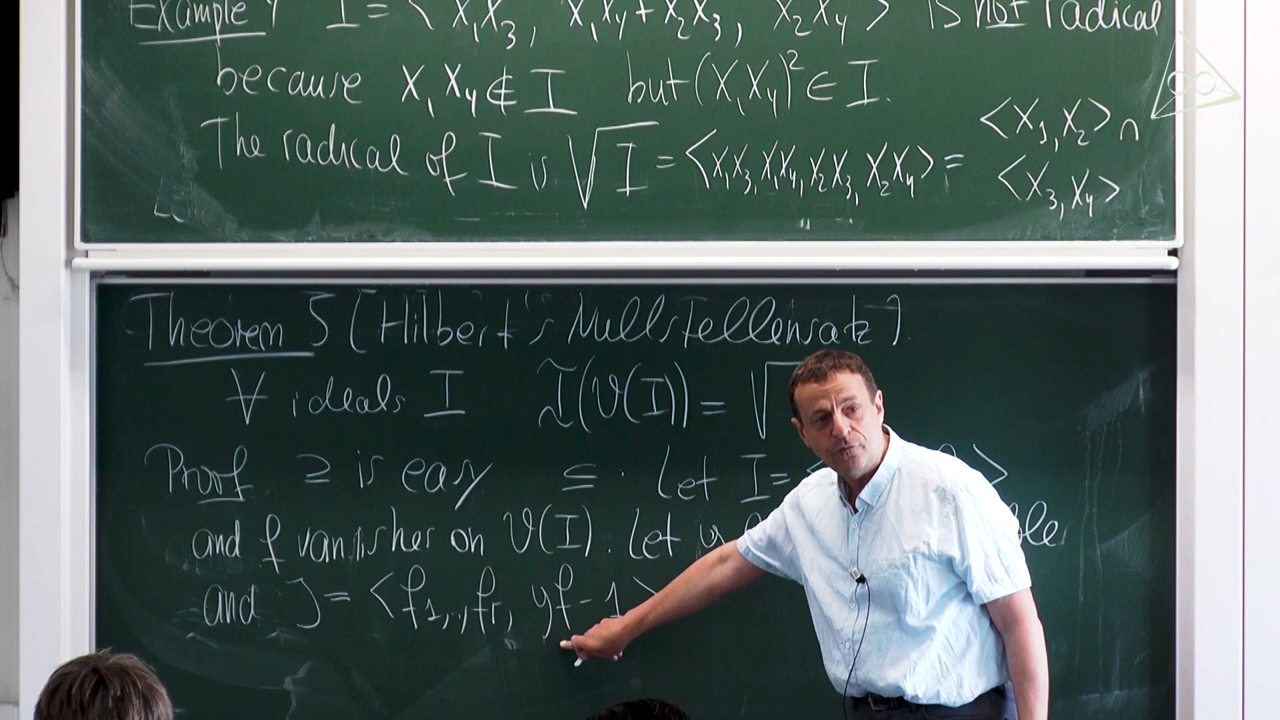 Example 7 I = ⟨ x₁x₃, x₁x₄+x₂x₃, x₂x₄ ⟩ is not radical
because x₁x₄ ∉ I but (x₁x₄)² ∈ I.
The radical of I is √I = ⟨x₁x₃, x₁x₄, x₂x₃, x₂x₄⟩ = ⟨x₁, x₂⟩ ∩
⟨x₃, x₄⟩
Theorem 5 (Hilbert's Nullstellensatz).
∀ ideals I I(V(I)) = √
Proof ⊇ is easy ⊆ : Let I = ⟨ ⟩
and f vanishes on V(I). Let y
and J = ⟨f₁,..,fᵣ, yf-1⟩